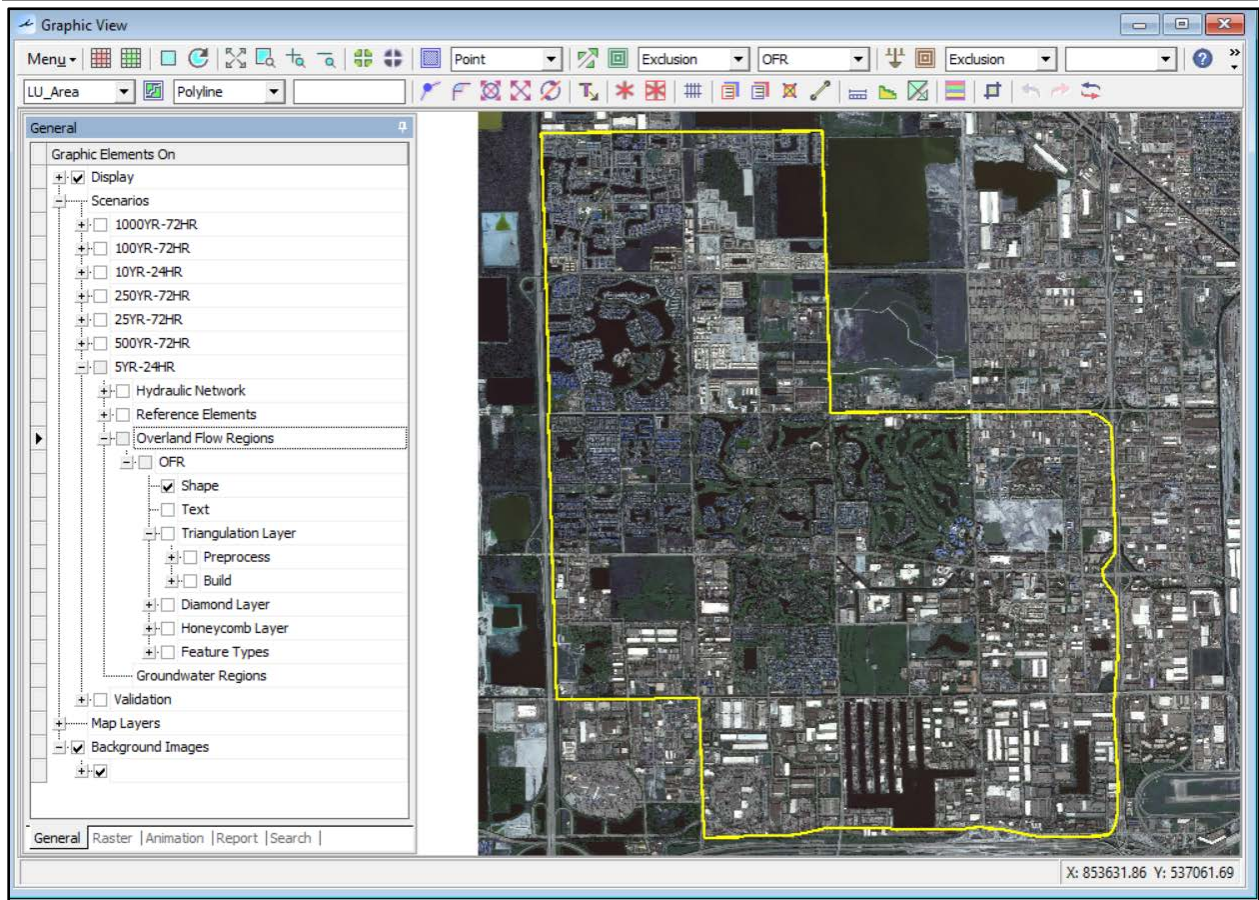 Graphic View
Menu Point Exclusion OFR Exclusion
LU_Area Polyline
General
Graphic Elements On
Display
Scenarios
1000YR-72HR
100YR-72HR
10YR-24HR
250YR-72HR
25YR-72HR
500YR-72HR
5YR-24HR
Hydraulic Network
Reference Elements
Overland Flow Regions
OFR
Shape
Text
Triangulation Layer
Preprocess
Build
Diamond Layer
Honeycomb Layer
Feature Types
Groundwater Regions
Validation
Map Layers
Background Images
General Raster |Animation |Report |Search |
X: 853631.86 Y: 537061.69